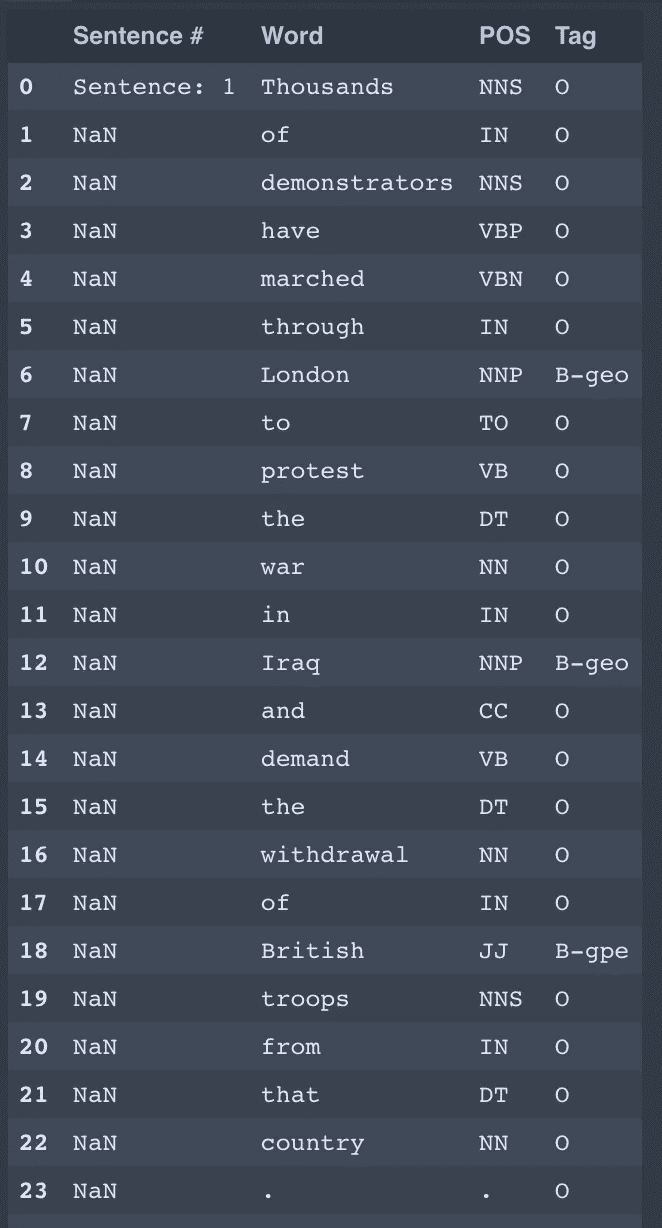 Sentence # Word POS Tag
0 Sentence: 1 Thousands NNS O
1 NaN of IN O
2 NaN demonstrators NNS O
3 NaN have VBP O
4 NaN marched VBN O
5 NaN through IN O
6 NaN London NNP B-geo
7 NaN to TO O
8 NaN protest VB O
9 NaN the DT O
10 NaN war NN O
11 NaN in IN O
12 NaN Iraq NNP B-geo
13 NaN and CC O
14 NaN demand VB O
15 NaN the DT O
16 NaN withdrawal NN O
17 NaN of IN O
18 NaN British JJ B-gpe
19 NaN troops NNS O
20 NaN from IN O
21 NaN that DT O
22 NaN country NN O
23 NaN . . O